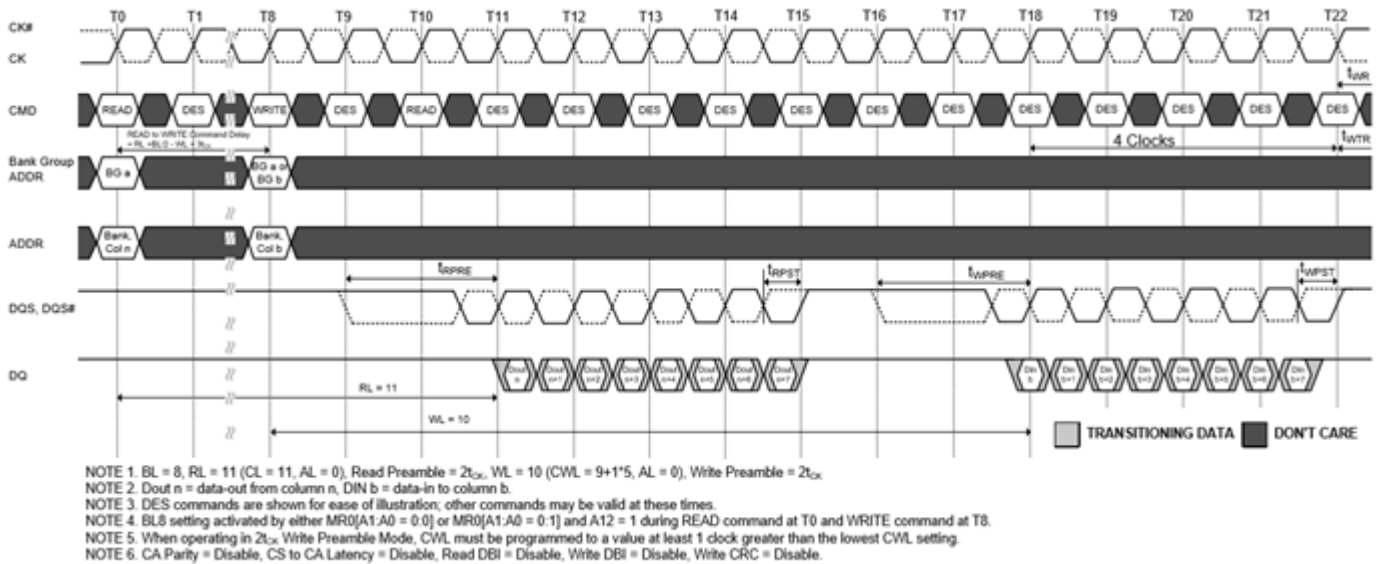 T0 T1 T8 T9 T10 T11 T12 T13 T14 T15 T16 T17 T18 T19 T20 T21 T22
CK#
CK
tWR
CMD READ DES WRITE DES READ DES DES DES DES DES DES DES DES DES DES DES DES
READ to WRITE Command Delay
= RL +BL/2 - WL + 3tCK
4 Clocks tWTR
Bank Group
ADDR
BG a
BG a or
BG b
ADDR
Bank,
Col n
Bank,
Col b
tRPRE tRPST tWPRE tWPST
DQS, DQS#
DQ
Dout
n
Dout
n+1
Dout
n+2
Dout
n+3
Dout
n+4
Dout
n+5
Dout
n+6
Dout
n+7
Din
b
Din
b+1
Din
b+2
Din
b+3
Din
b+4
Din
b+5
Din
b+6
Din
b+7
RL = 11
WL = 10
TRANSITIONING DATA DON'T CARE
NOTE 1. BL = 8, RL = 11 (CL = 11, AL = 0), Read Preamble = 2tCK, WL = 10 (CWL = 9+1*5, AL = 0), Write Preamble = 2tCK
NOTE 2. Dout n = data-out from column n, DIN b = data-in to column b.
NOTE 3. DES commands are shown for ease of illustration; other commands may be valid at these times.
NOTE 4. BL8 setting activated by either MR0[A1:A0 = 0:0] or MR0[A1:A0 = 0:1] and A12 = 1 during READ command at T0 and WRITE command at T8.
NOTE 5. When operating in 2tCK Write Preamble Mode, CWL must be programmed to a value at least 1 clock greater than the lowest CWL setting.
NOTE 6. CA Parity = Disable, CS to CA Latency = Disable, Read DBI = Disable, Write DBI = Disable, Write CRC = Disable.